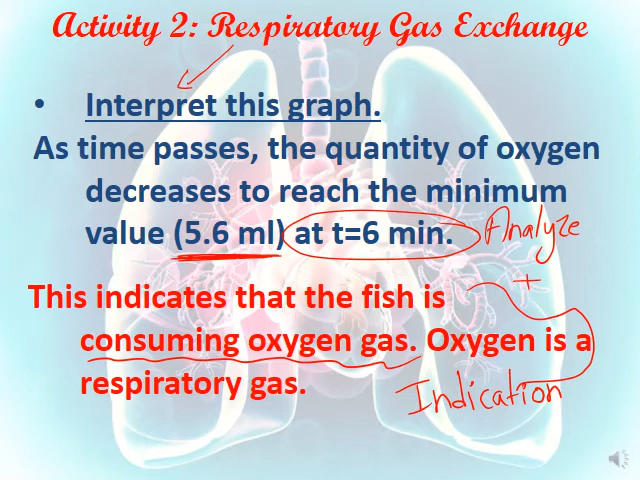 Activity 2: Respiratory Gas Exchange
• Interpret this graph.
As time passes, the quantity of oxygen
decreases to reach the minimum
value (5.6 ml) at t=6 min. Analyze
+
This indicates that the fish is
consuming oxygen gas. Oxygen is a
respiratory gas.
Indication